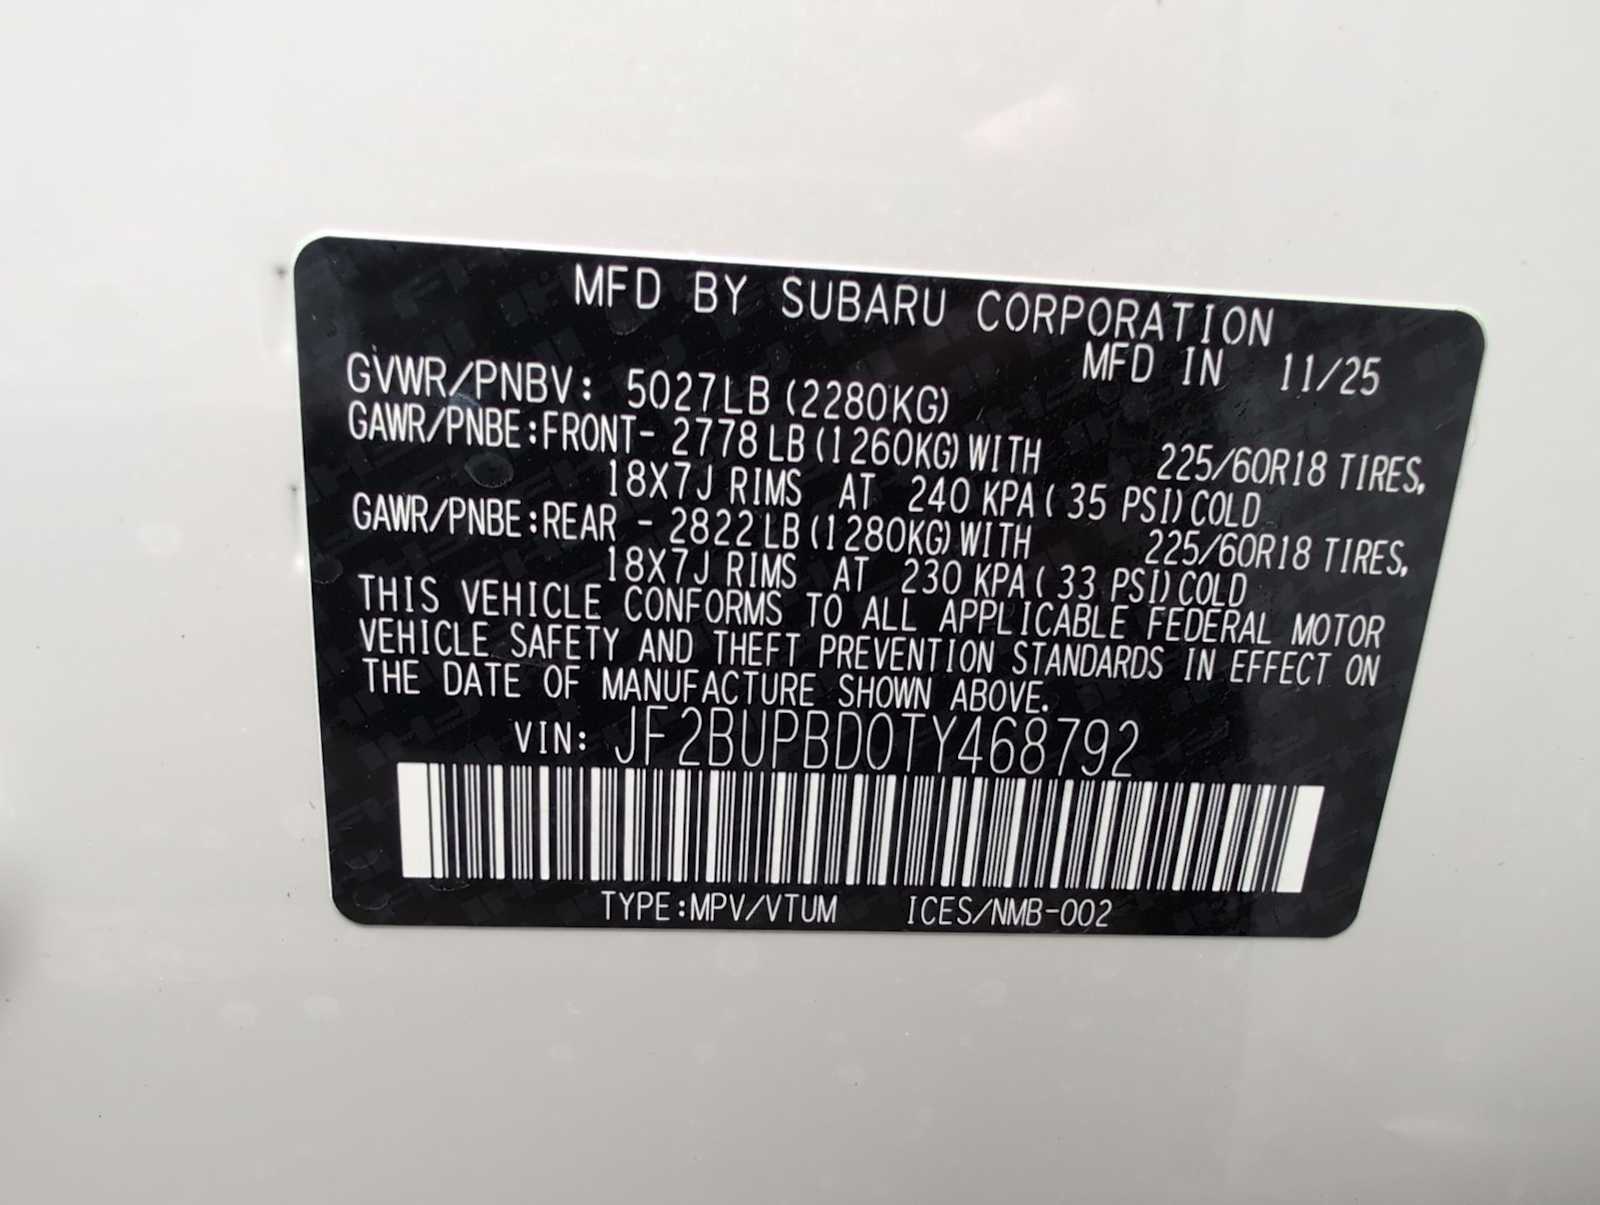 MFD BY SUBARU CORPORATION
MFD IN 11/25
GVWR/PNBV: 5027LB (2280KG)
GAWR/PNBE:FRONT- 2778 LB (1260KG) WITH 225/60R18 TIRES,
18X7J RIMS AT 240 KPA ( 35 PSI) COLD
GAWR/PNBE:REAR - 2822 LB (1280KG) WITH 225/60R18 TIRES,
18X7J RIMS AT 230 KPA ( 33 PSI) COLD
THIS VEHICLE CONFORMS TO ALL APPLICABLE FEDERAL MOTOR
VEHICLE SAFETY AND THEFT PREVENTION STANDARDS IN EFFECT ON
THE DATE OF MANUFACTURE SHOWN ABOVE.
VIN: JF2BUPBD0TY468792
TYPE:MPV/VTUM ICES/NMB-002